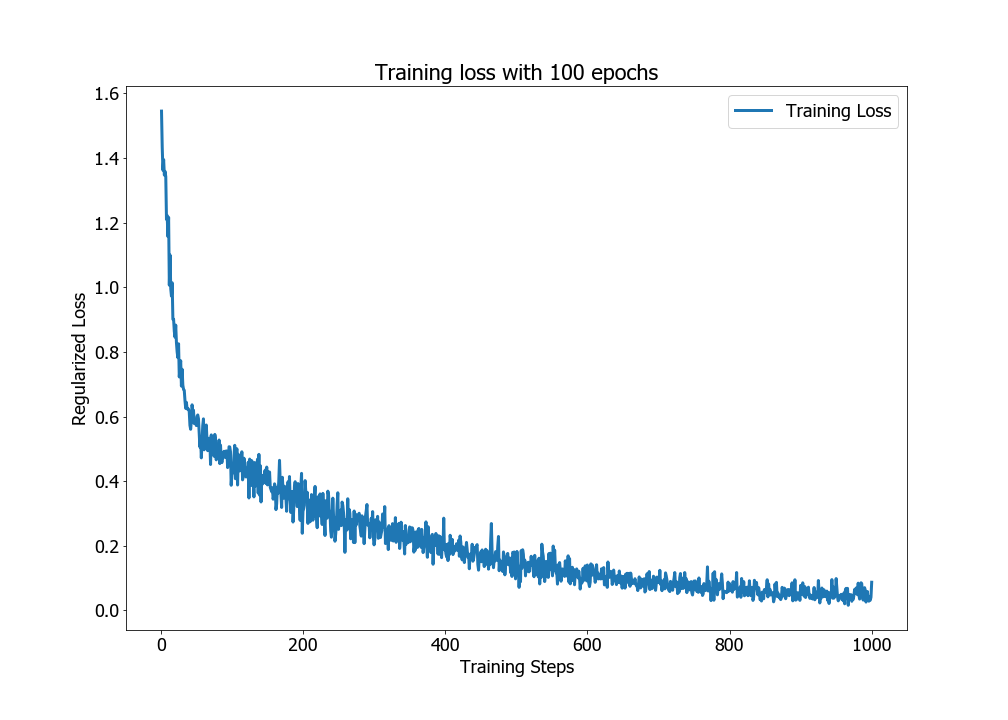 Training loss with 100 epochs
Training Loss
Regularized Loss
1.6
1.4
1.2
1.0
0.8
0.6
0.4
0.2
0.0
0 200 400 600 800 1000
Training Steps